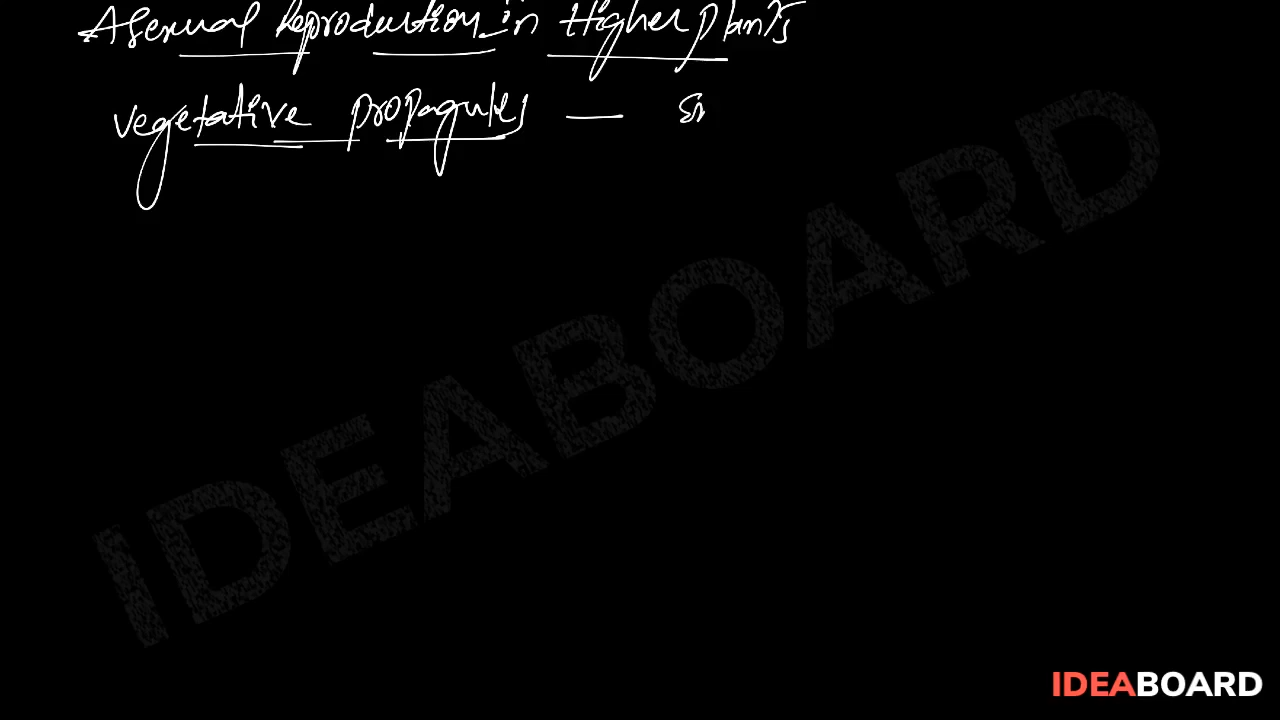 Asexual Reproduction in Higher plants
vegetative propagules —
IDEABOARD
IDEABOARD